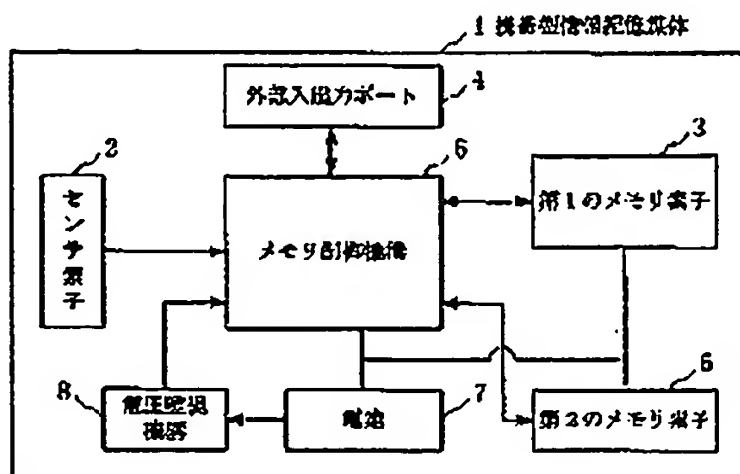 1 携帯型情報記憶媒体
外部入出力ポート
4
2
6
3
センサ素子
メモリ制御機構
第1のメモリ素子
8
電圧監視
機器
電池
7
6
第2のメモリ素子